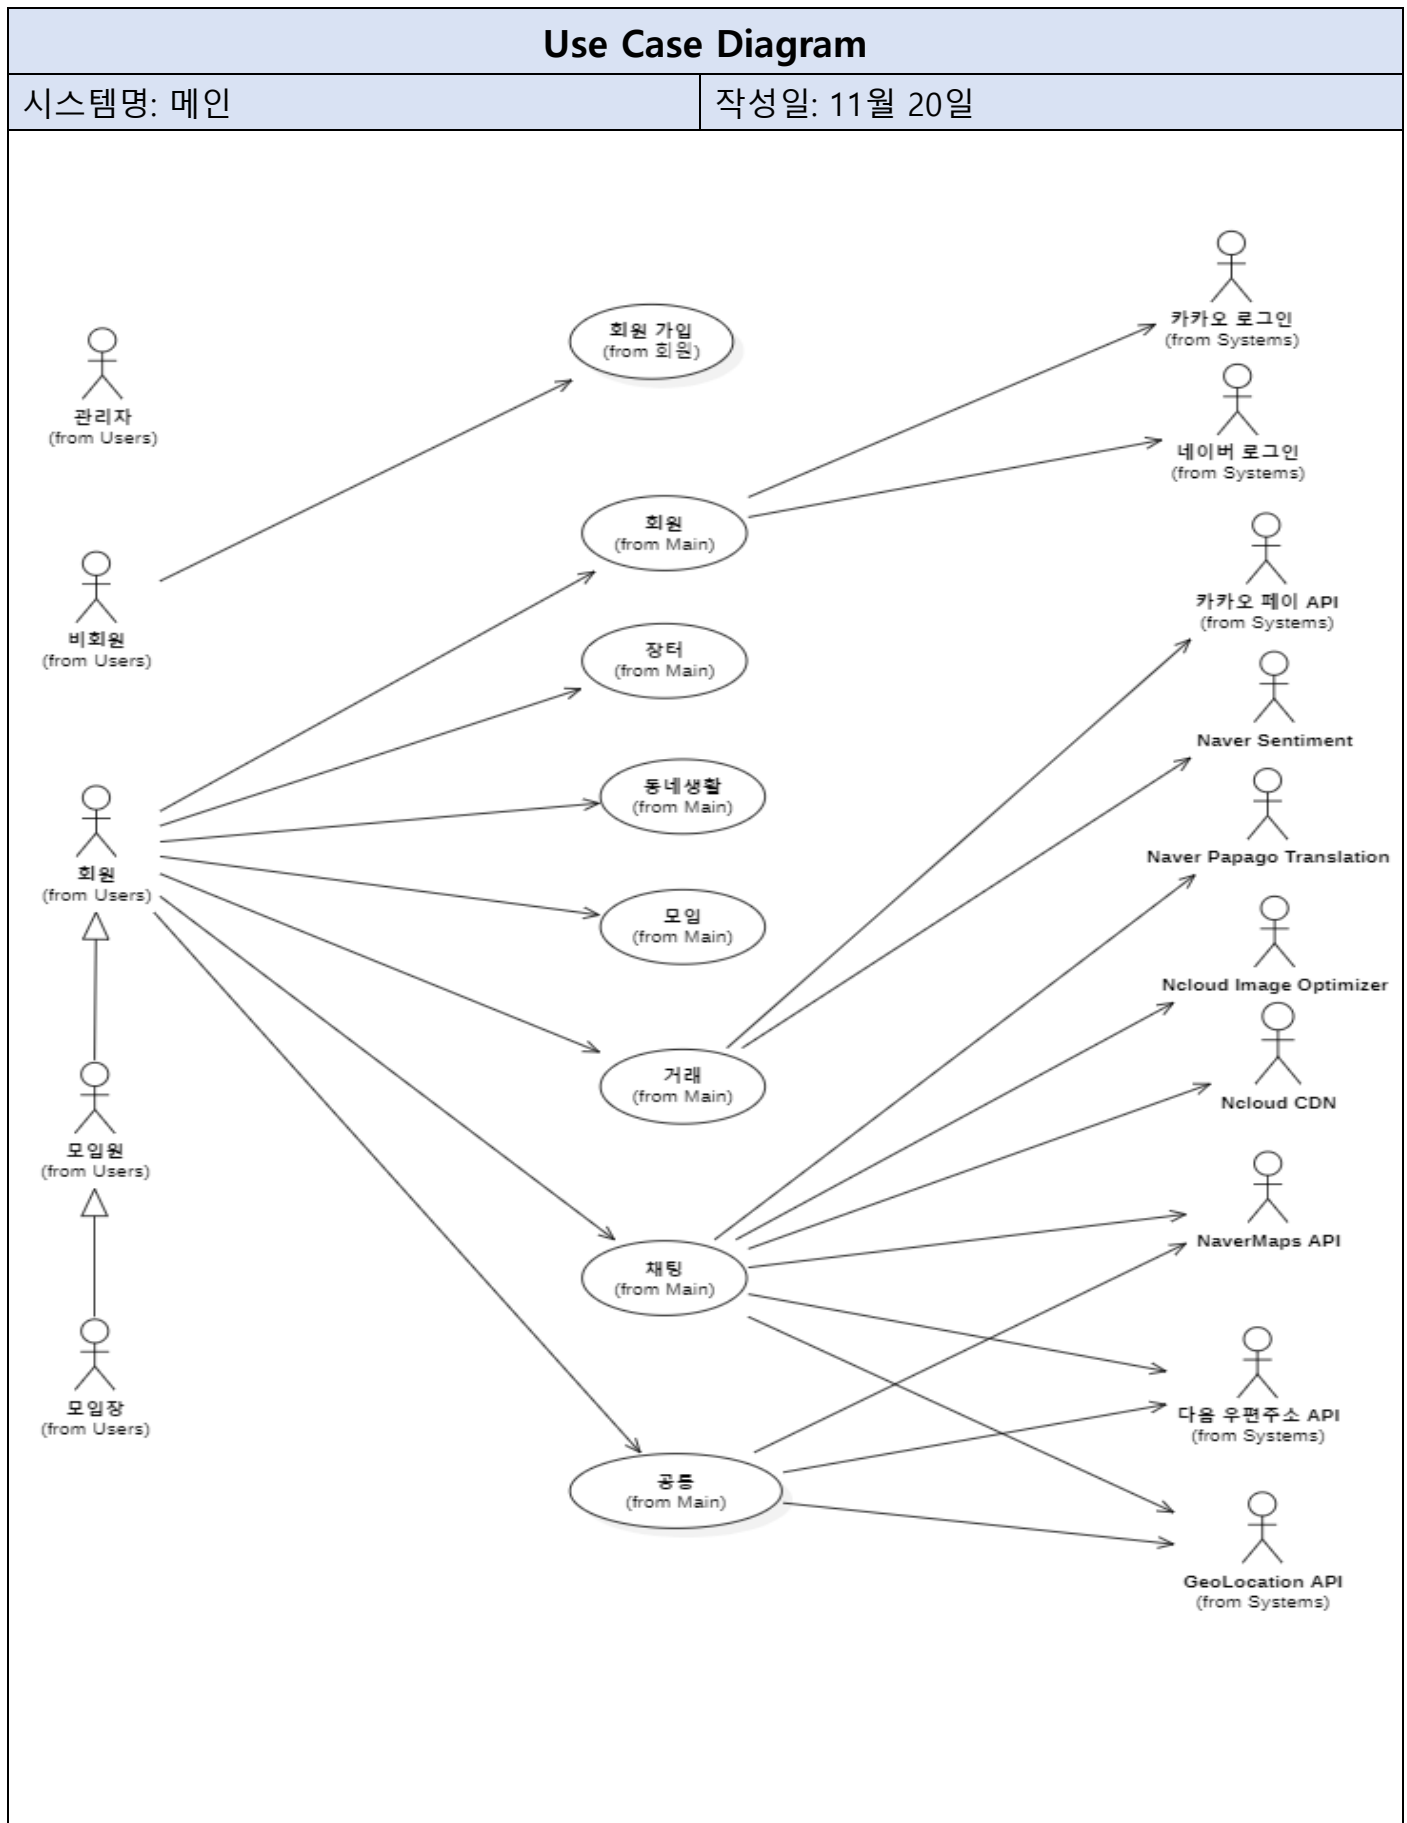 Use Case Diagram
시스템명: 메인
작성일: 11월 20일
관리자
(from Users)
비회원
(from Users)
회원
(from Users)
모임원
(from Users)
모임장
(from Users)
회원 가입
(from 회원)
회원
(from Main)
장터
(from Main)
동네생활
(from Main)
모임
(from Main)
거래
(from Main)
채팅
(from Main)
공통
(from Main)
카카오 로그인
(from Systems)
네이버 로그인
(from Systems)
카카오 페이 API
(from Systems)
Naver Sentiment
Naver Papago Translation
Ncloud Image Optimizer
Ncloud CDN
NaverMaps API
다음 우편주소 API
(from Systems)
GeoLocation API
(from Systems)